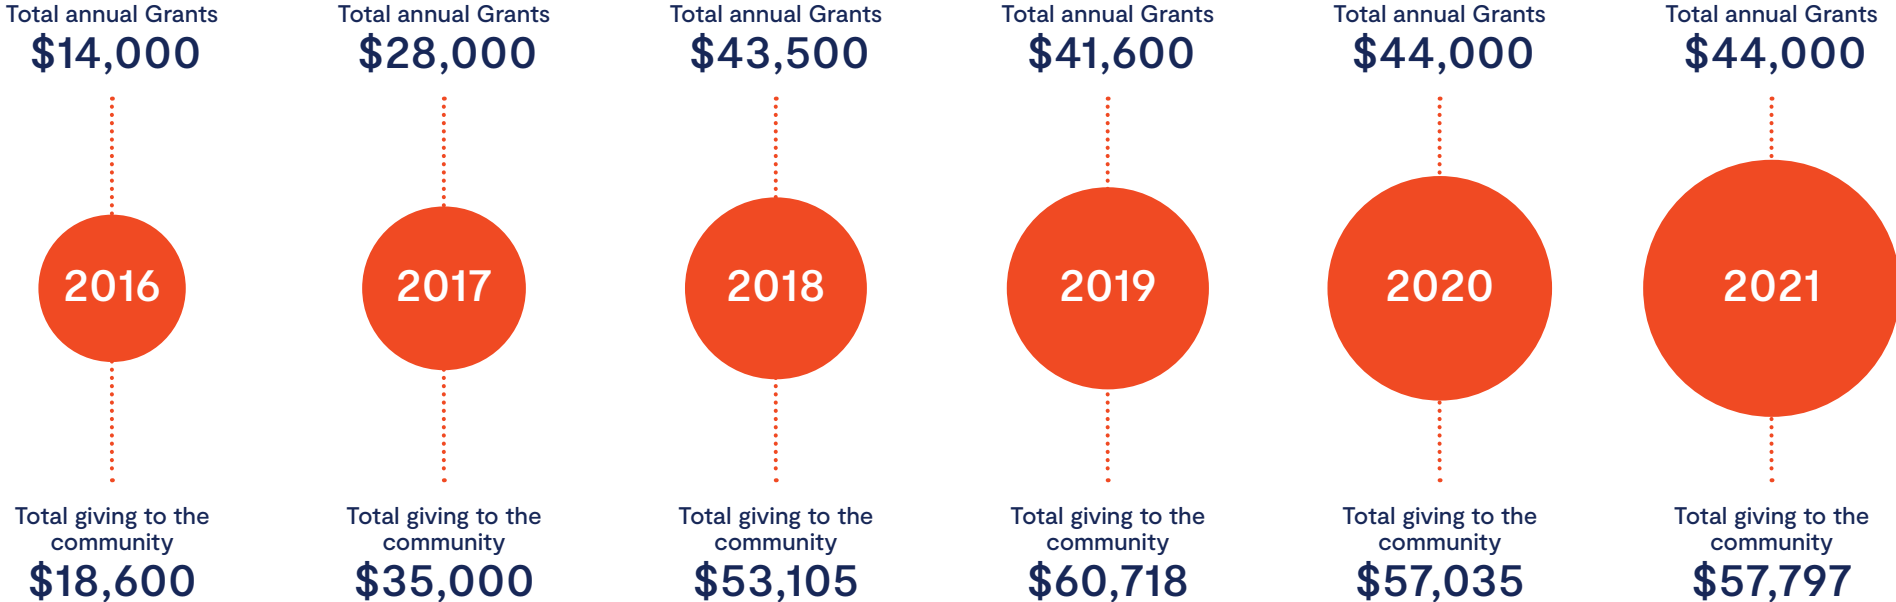 Total annual Grants
$14,000
2016
Total giving to the
community
$18,600
Total annual Grants
$28,000
2017
Total giving to the
community
$35,000
Total annual Grants
$43,500
2018
Total giving to the
community
$53,105
Total annual Grants
$41,600
2019
Total giving to the
community
$60,718
Total annual Grants
$44,000
2020
Total giving to the
community
$57,035
Total annual Grants
$44,000
2021
Total giving to the
community
$57,797